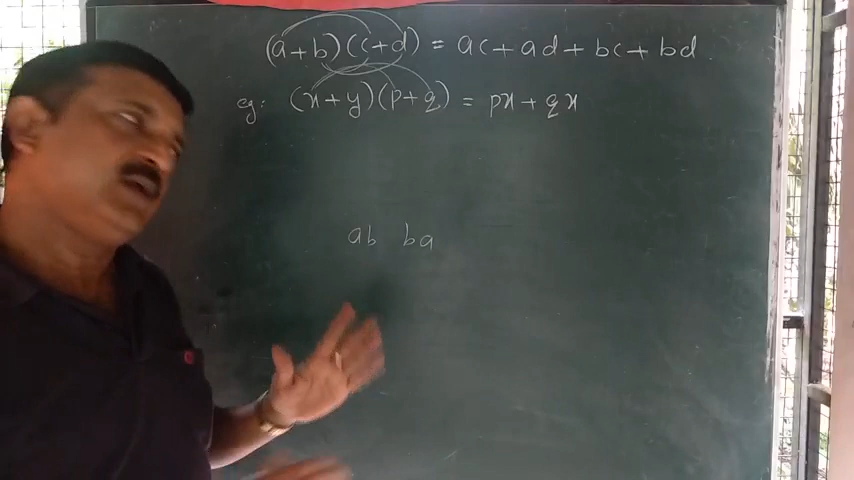 (a+b)(c+d) = ac+ad+bc+bd
eg: (x+y)(p+q) = px+qx
ab ba